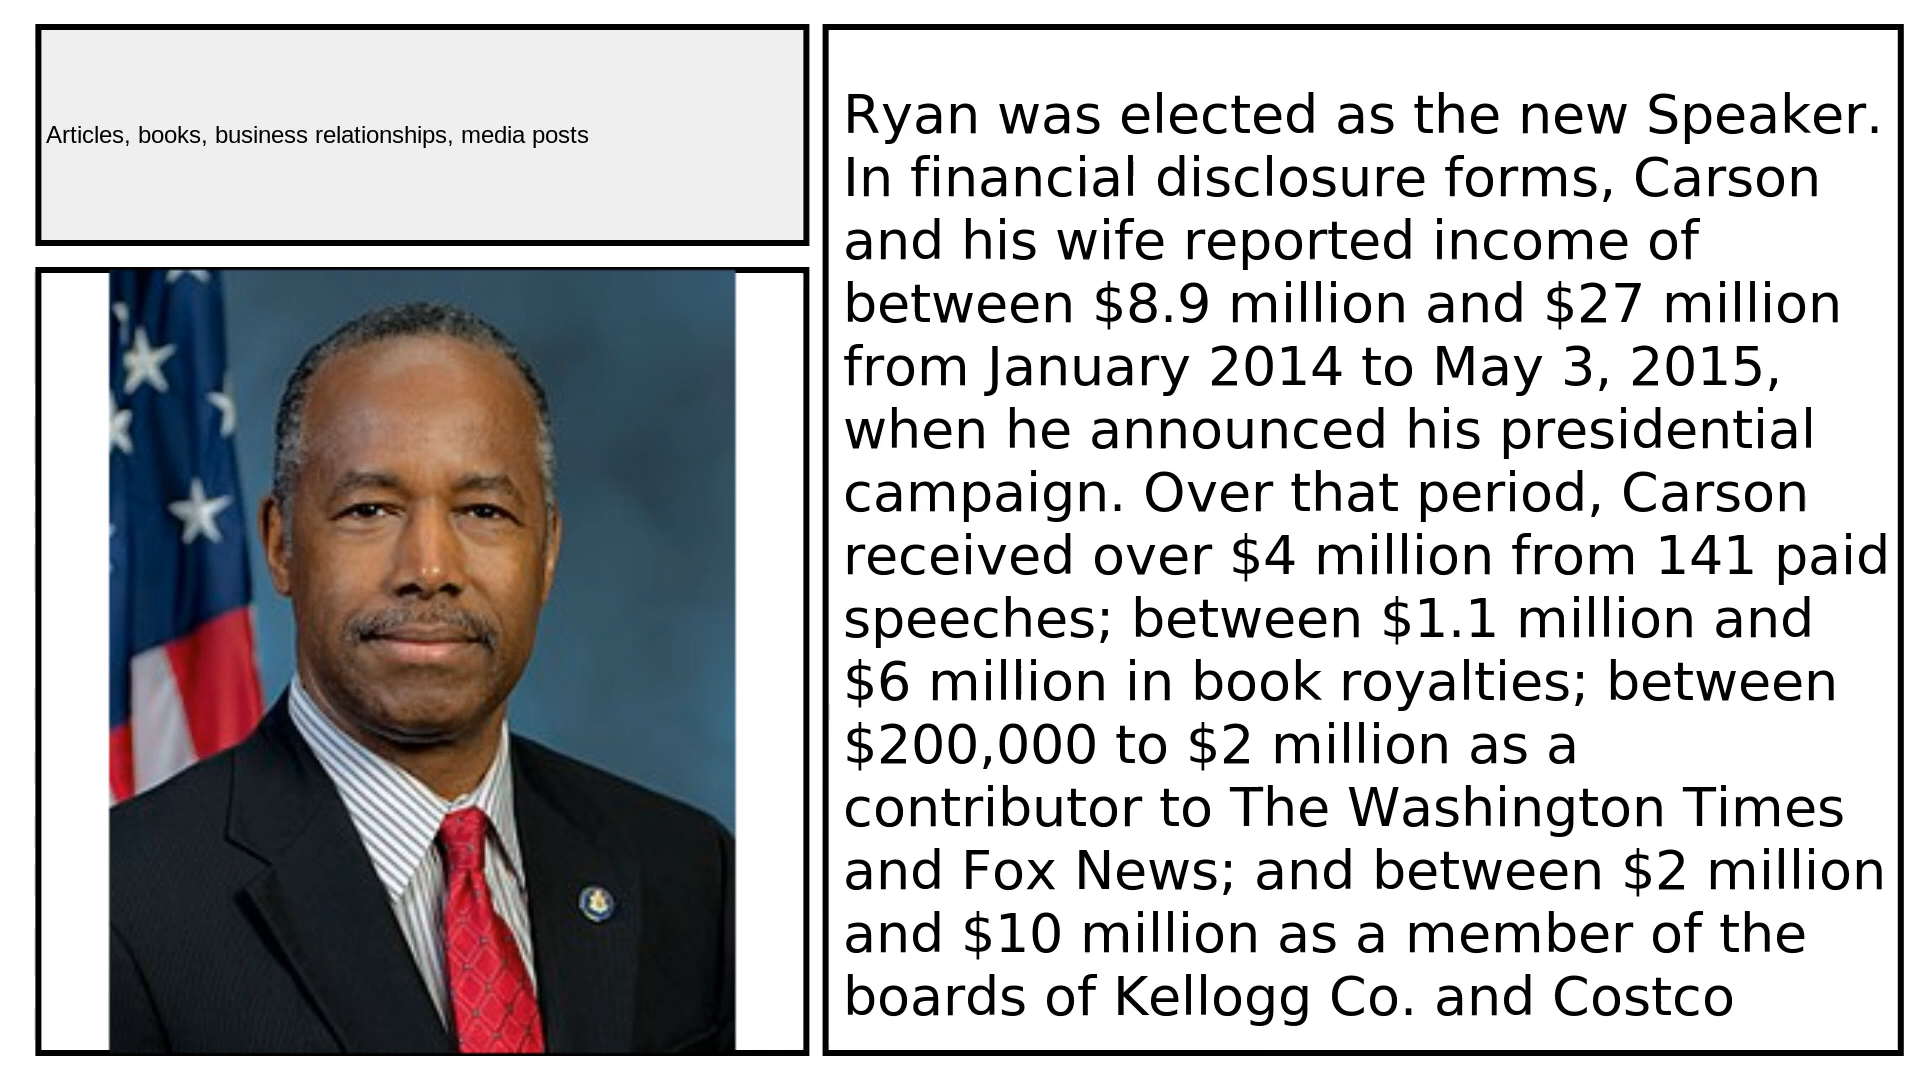 Articles, books, business relationships, media posts
Ryan was elected as the new Speaker.
In financial disclosure forms, Carson
and his wife reported income of
between $8.9 million and $27 million
from January 2014 to May 3, 2015,
when he announced his presidential
campaign. Over that period, Carson
received over $4 million from 141 paid
speeches; between $1.1 million and
$6 million in book royalties; between
$200,000 to $2 million as a
contributor to The Washington Times
and Fox News; and between $2 million
and $10 million as a member of the
boards of Kellogg Co. and Costco